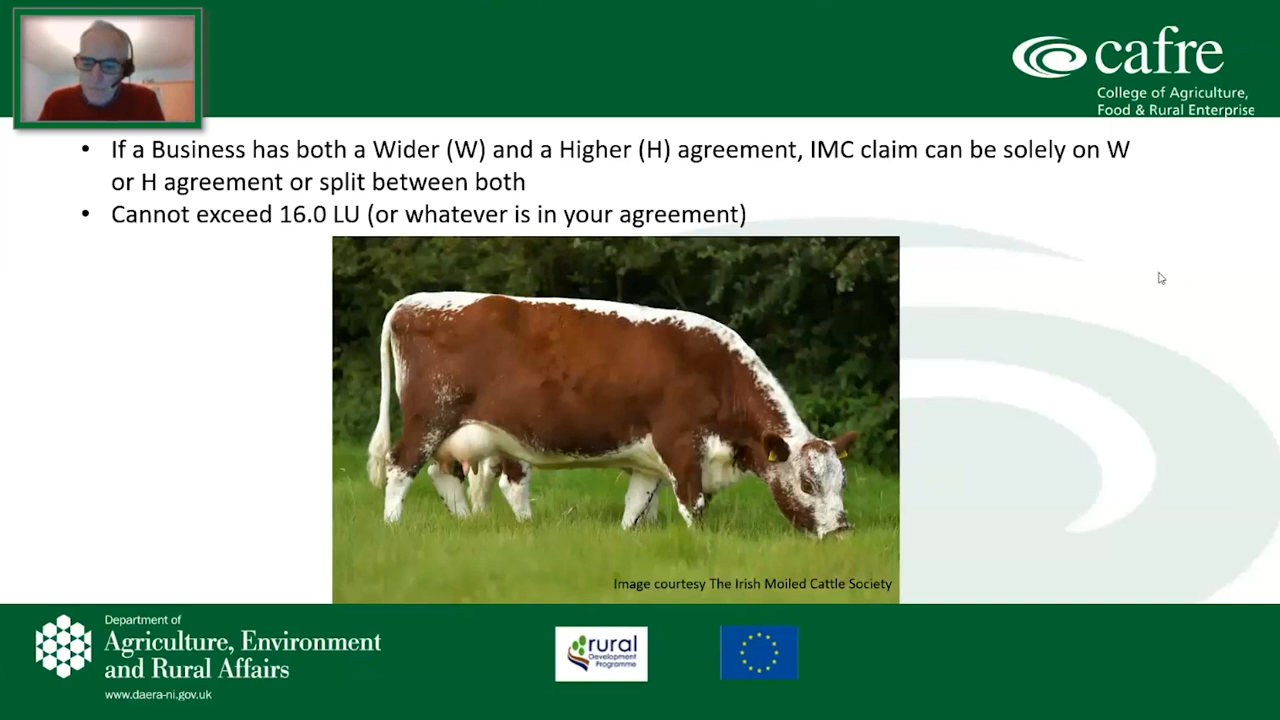 cafre
College of Agriculture,
Food & Rural Enterprise
• If a Business has both a Wider (W) and a Higher (H) agreement, IMC claim can be solely on W
or H agreement or split between both
• Cannot exceed 16.0 LU (or whatever is in your agreement)
Image courtesy The Irish Moiled Cattle Society
Department of
Agriculture, Environment
and Rural Affairs
www.daera-ni.gov.uk
rural
Development
Programme